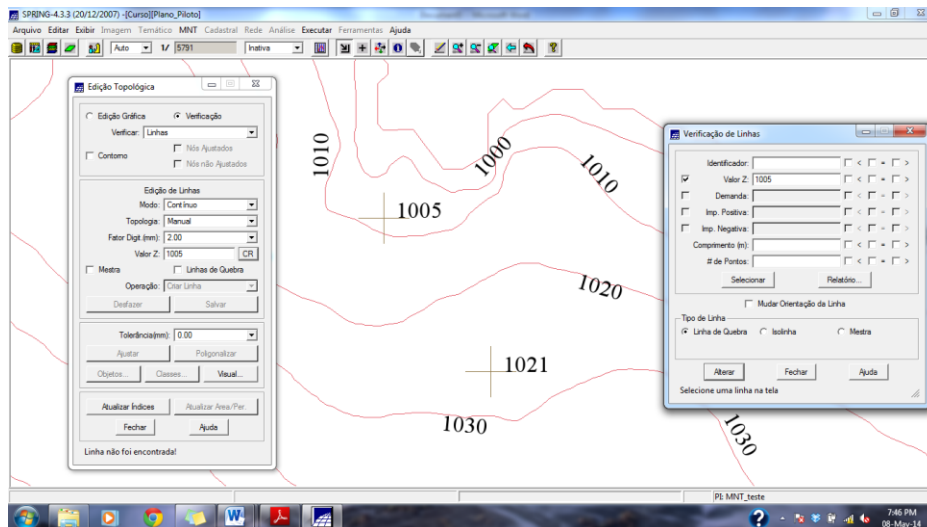 SPRING-4.3.3 (20/12/2007) -[Curso][Plano_Piloto]
Arquivo Editar Exibir Imagem Temático MNT Cadastral Rede Análise Executar Ferramentas Ajuda
Auto 1/ 5791 Inativa
Edição Topológica
Edição Gráfica Verificação
Verificar: Linhas
Contorno
Nós Ajustados
Nós não Ajustados
Edição de Linhas
Modo: Contínuo
Topologia: Manual
Fator Digit.(mm): 2.00
Valor Z: 1005 CR
Mestra Linhas de Quebra
Operação: Criar Linha
Desfazer Salvar
Tolerância(mm): 0.00
Ajustar Poligonalizar
Objetos... Classes... Visual...
Atualizar Índices Atualizar Area/Per.
Fechar Ajuda
Linha não foi encontrada!
1010
1000
1010
1005
1020
1021
1030
1030
Verificação de Linhas
Identificador: < = >
Valor Z: 1005 < = >
Demanda: < = >
Imp. Positiva: < = >
Imp. Negativa: < = >
Comprimento (m): < = >
# de Pontos: < = >
Selecionar Relatório...
Mudar Orientação da Linha
Tipo de Linha
Linha de Quebra Isolinha Mestra
Alterar Fechar Ajuda
Selecione uma linha na tela
PI: MNT_teste
7:46 PM
08-May-14